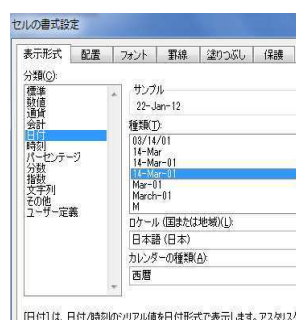 セルの書式設定
表示形式 配置 フォント 罫線 塗りつぶし 保護
分類(C):
標準
数値
通貨
会計
日付
時刻
パーセンテージ
分数
指数
文字列
その他
ユーザー定義
サンプル
22-Jan-12
種類(T):
03/14/01
14-Mar
14-Mar-01
14-Mar-01
Mar-01
March-01
M
ロケール (国または地域)(L):
日本語 (日本)
カレンダーの種類(A):
西暦
[日付] は、日付/時刻のシリアル値を日付形式で表示します。アスタリス